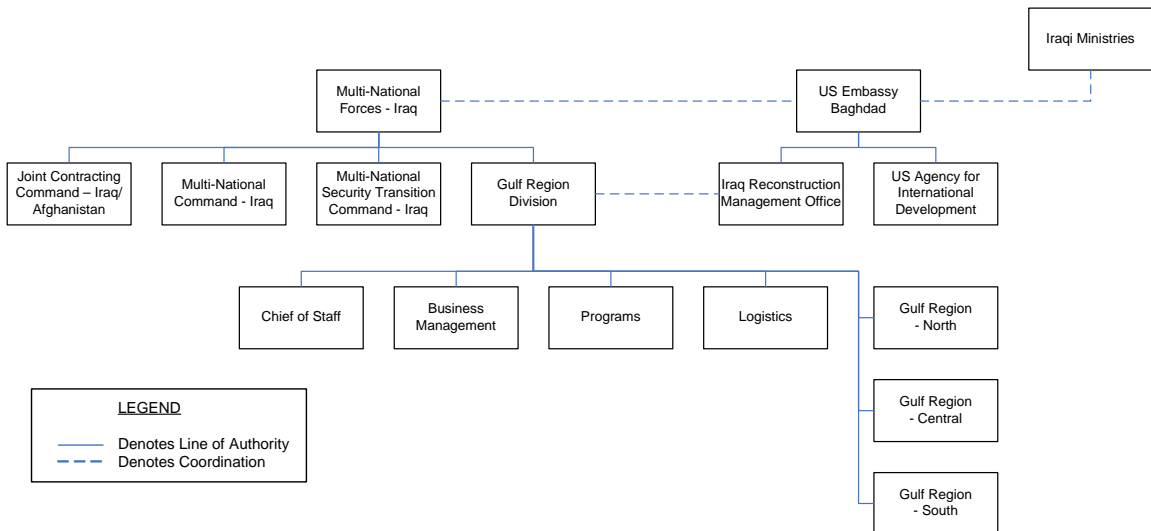 Iraqi Ministries
Multi-National
Forces - Iraq
US Embassy
Baghdad
Joint Contracting
Command – Iraq/
Afghanistan
Multi-National
Command - Iraq
Multi-National
Security Transition
Command - Iraq
Gulf Region
Division
Iraq Reconstruction
Management Office
US Agency for
International
Development
Chief of Staff
Business
Management
Programs
Logistics
Gulf Region
- North
Gulf Region
- Central
Gulf Region
- South
LEGEND
Denotes Line of Authority
Denotes Coordination